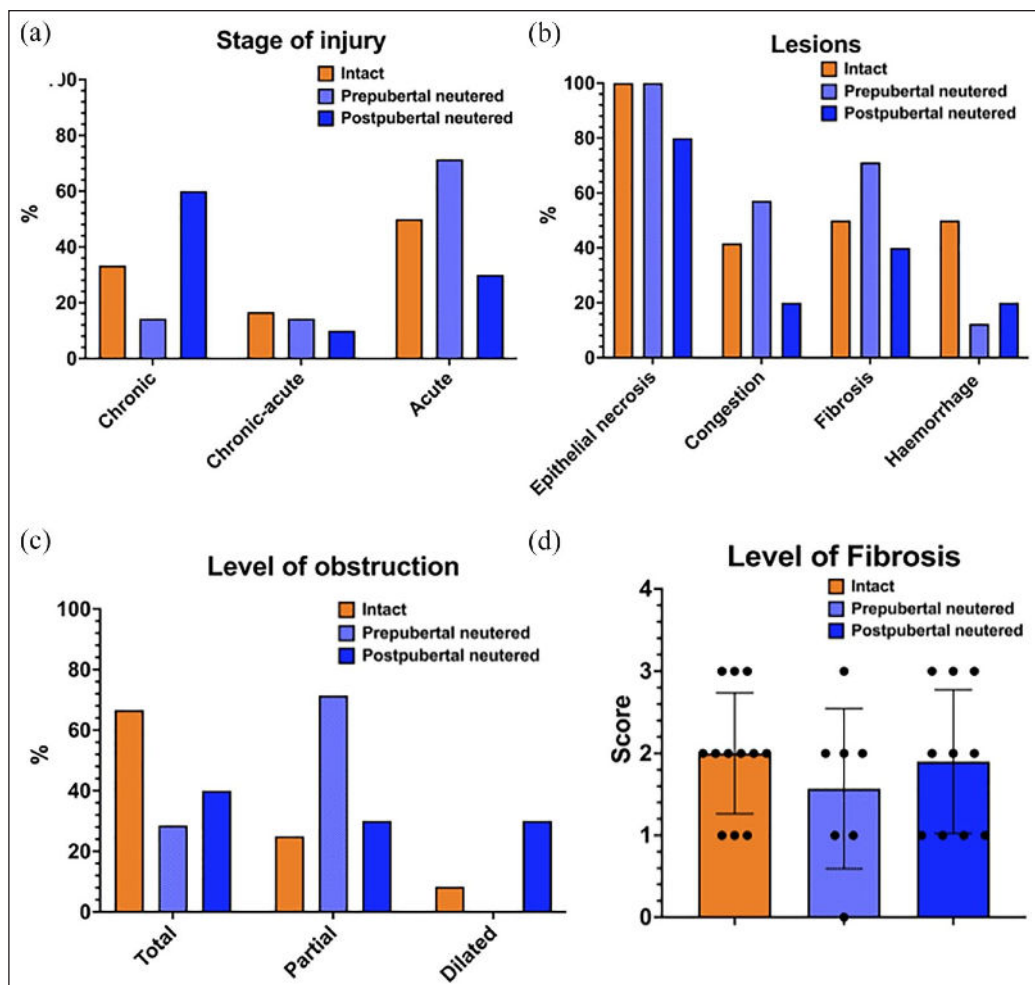 (a)
Stage of injury
Intact
Prepubertal neutered
Postpubertal neutered
.00
80
60
40
20
0
%
Chronic
Chronic-acute
Acute
(b)
Lesions
Intact
Prepubertal neutered
Postpubertal neutered
100
80
60
40
20
0
%
Epithelial necrosis
Congestion
Fibrosis
Haemorrhage
(c)
Level of obstruction
Intact
Prepubertal neutered
Postpubertal neutered
100
80
60
40
20
0
%
Total
Partial
Dilated
(d)
Level of Fibrosis
Intact
Prepubertal neutered
Postpubertal neutered
4
3
2
1
0
Score